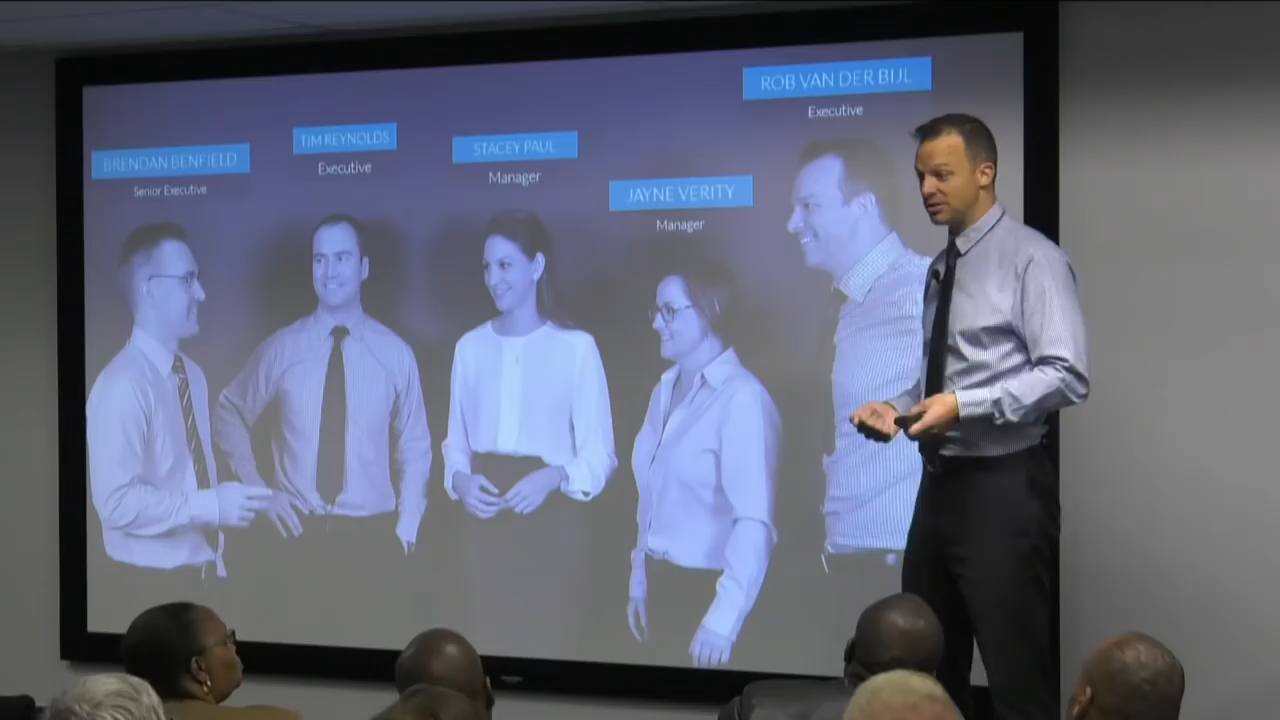 BRENDAN BENFIELD
Senior Executive
TIM REYNOLDS
Executive
STACEY PAUL
Manager
JAYNE VERITY
Manager
ROB VAN DER BIJL
Executive